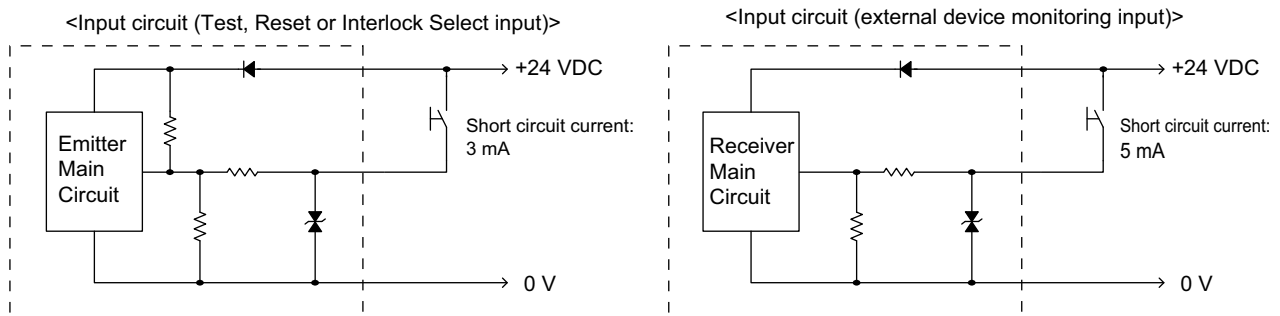 <Input circuit (Test, Reset or Interlock Select input)>
+24 VDC
Emitter
Main
Circuit
Short circuit current:
3 mA
0 V
<Input circuit (external device monitoring input)>
+24 VDC
Receiver
Main
Circuit
Short circuit current:
5 mA
0 V